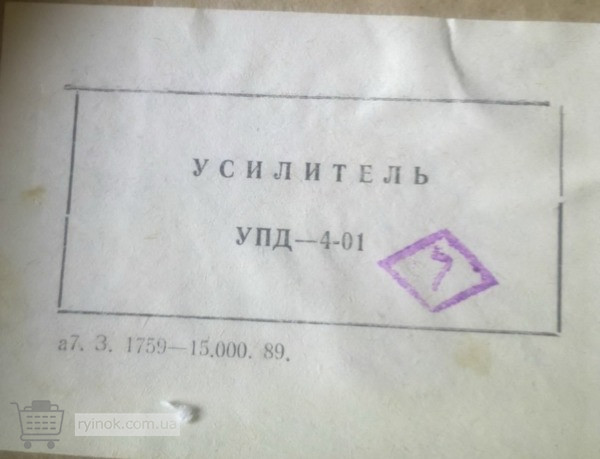 УСИЛИТЕЛЬ
УПД—4-01
а7. З. 1759—15.000. 89.
ryinok.com.ua